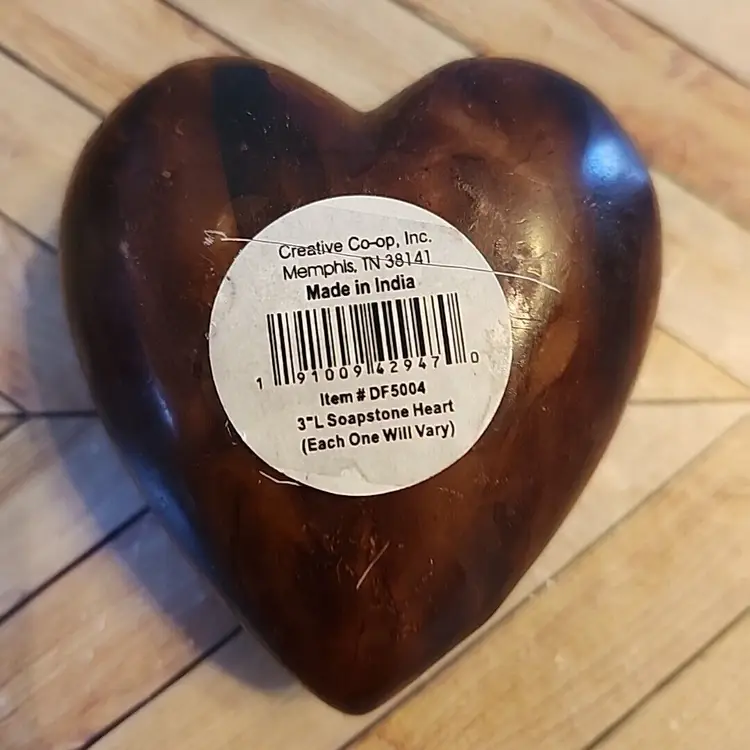 Creative Co-op, Inc.
Memphis, TN 38141
Made in India
1 91009 42947 0
Item # DF5004
3"L Soapstone Heart
(Each One Will Vary)